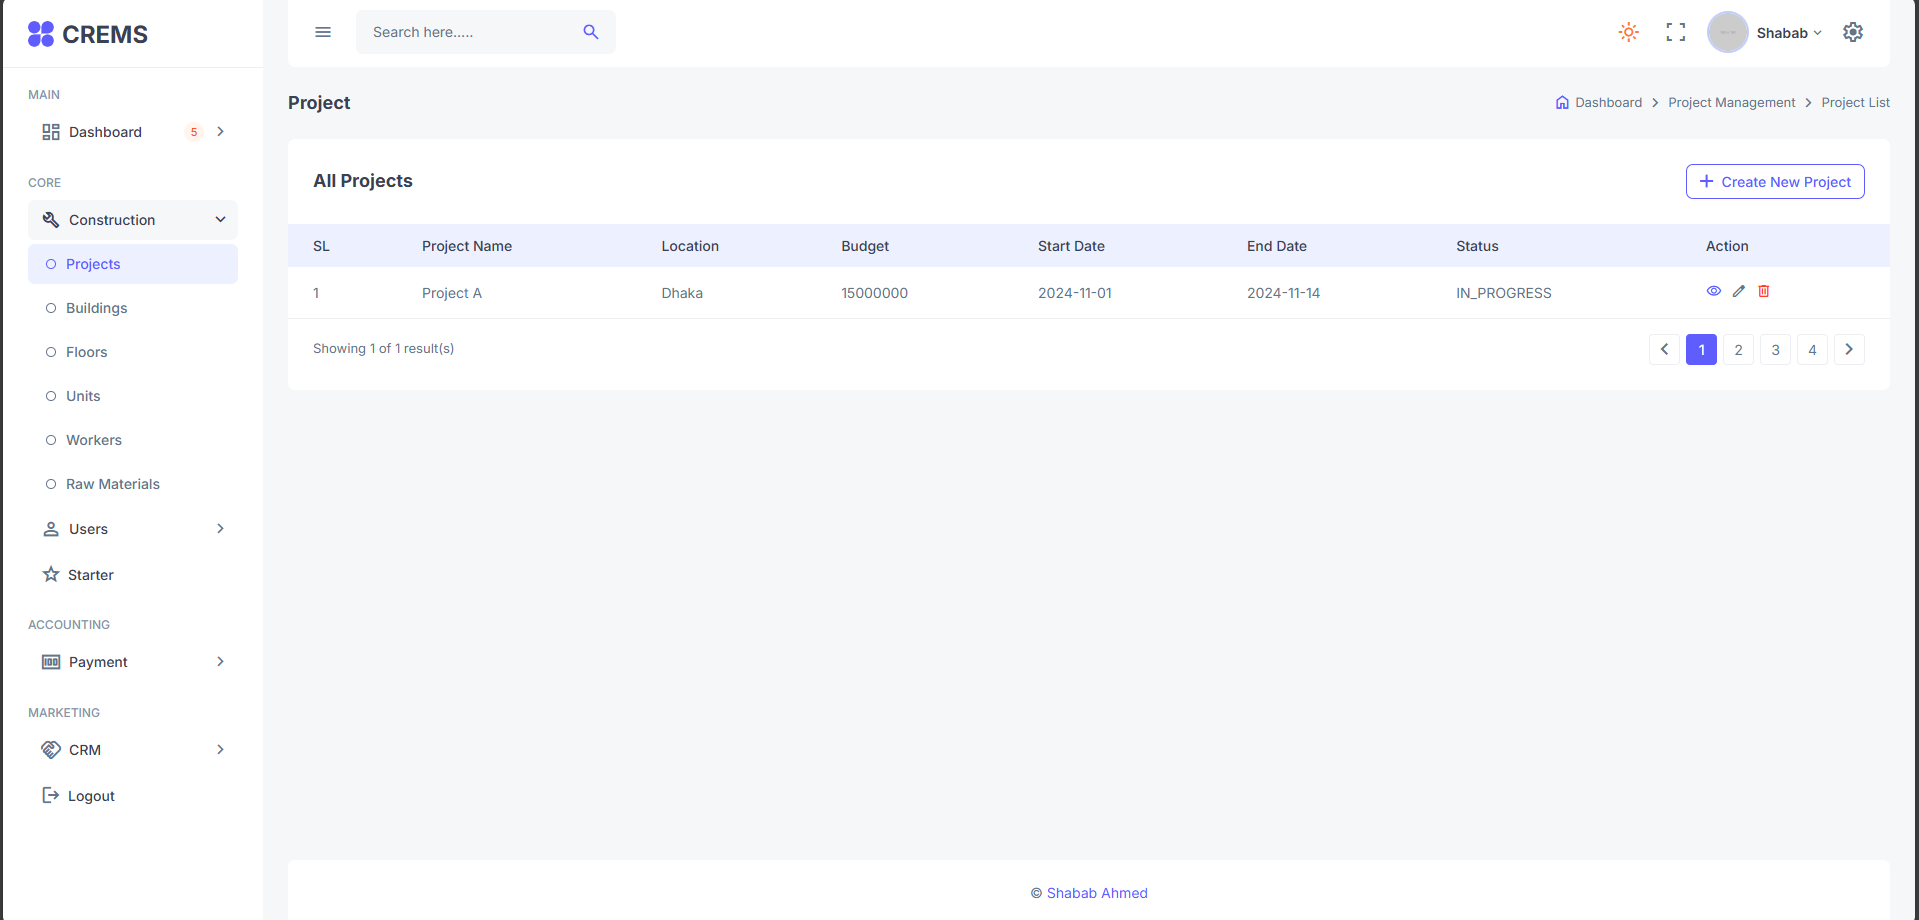 CREMS
Search here.....
Shabab
MAIN
Dashboard 5
CORE
Construction
Projects
Buildings
Floors
Units
Workers
Raw Materials
Users
Starter
ACCOUNTING
Payment
MARKETING
CRM
Logout
Project
Dashboard Project Management Project List
All Projects
Create New Project
SL Project Name Location Budget Start Date End Date Status Action
1 Project A Dhaka 15000000 2024-11-01 2024-11-14 IN_PROGRESS
Showing 1 of 1 result(s)
1 2 3 4
© Shabab Ahmed